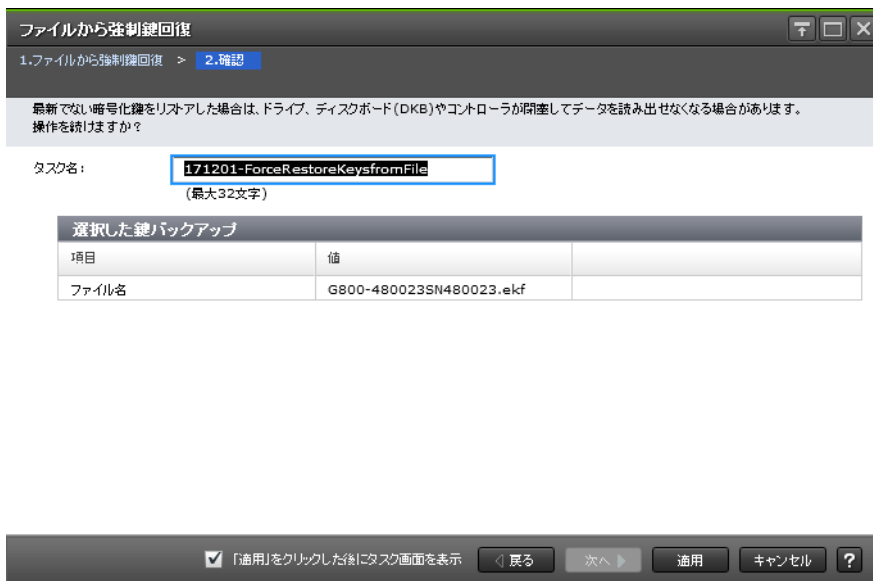 ファイルから強制鍵回復
1.ファイルから強制鍵回復 > 2.確認
最新でない暗号化鍵をリストアした場合は、ドライブ、ディスクボード(DKB)やコントローラが閉塞してデータを読み出せなくなる場合があります。
操作を続けますか?
タスク名: 171201-ForceRestoreKeysfromFile
(最大32文字)
選択した鍵バックアップ
項目 値
ファイル名 G800-480023SN480023.ekf
「適用」をクリックした後にタスク画面を表示 戻る 次へ 適用 キャンセル ?